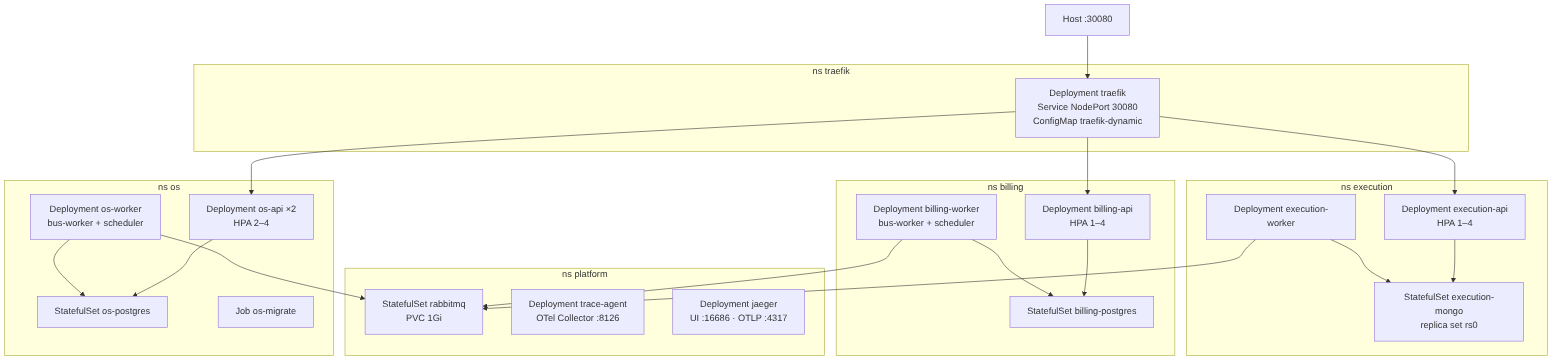 Host :30080
ns traefik
Deployment traefik
Service NodePort 30080
ConfigMap traefik-dynamic
ns os
Deployment os-worker
bus-worker + scheduler
Deployment os-api ×2
HPA 2–4
StatefulSet os-postgres
Job os-migrate
ns platform
StatefulSet rabbitmq
PVC 1Gi
Deployment trace-agent
OTel Collector :8126
Deployment jaeger
UI :16686 · OTLP :4317
ns billing
Deployment billing-worker
bus-worker + scheduler
Deployment billing-api
HPA 1–4
StatefulSet billing-postgres
ns execution
Deployment execution-
worker
Deployment execution-api
HPA 1–4
StatefulSet execution-
mongo
replica set rs0